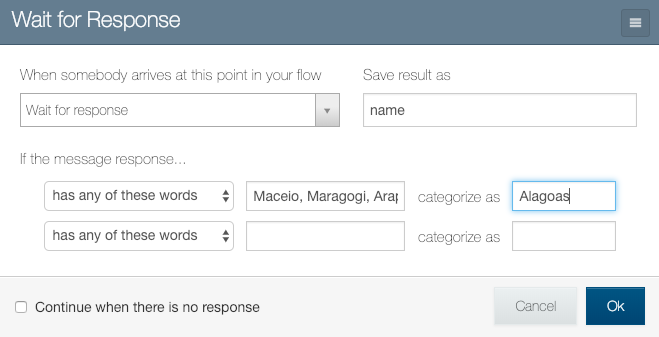 Wait for Response
When somebody arrives at this point in your flow Save result as
Wait for response name
If the message response...
has any of these words Maceio, Maragogi, Arap categorize as Alagoas
has any of these words categorize as
Continue when there is no response Cancel Ok